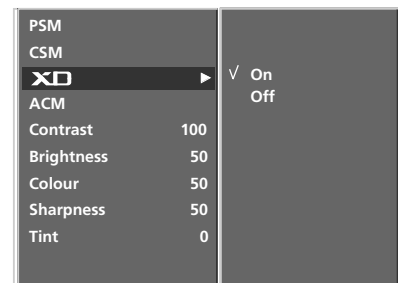 PSM
CSM
XD ▶
ACM
Contrast 100
Brightness 50
Colour 50
Sharpness 50
Tint 0
√ On
Off